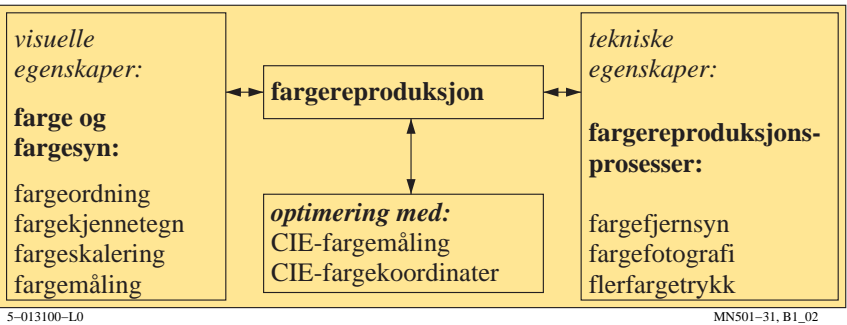 visuelle
egenskaper:
farge og
fargesyn:
fargeordning
fargekjennetegn
fargeskalering
fargemåling
fargereproduksjon
optimering med:
CIE-fargemåling
CIE-fargekoordinater
tekniske
egenskaper:
fargereproduksjons-
prosesser:
fargefjernsyn
fargefotografi
flerfargetrykk
5-013100-L0
MN501-31, B1_02